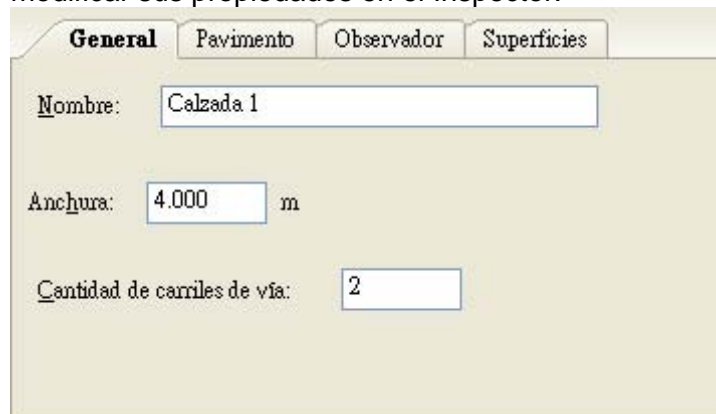 modificar sus propiedades en el Inspector.
General Pavimento Observador Superficies
Nombre: Calzada 1
Anchura: 4.000 m
Cantidad de carriles de vía: 2